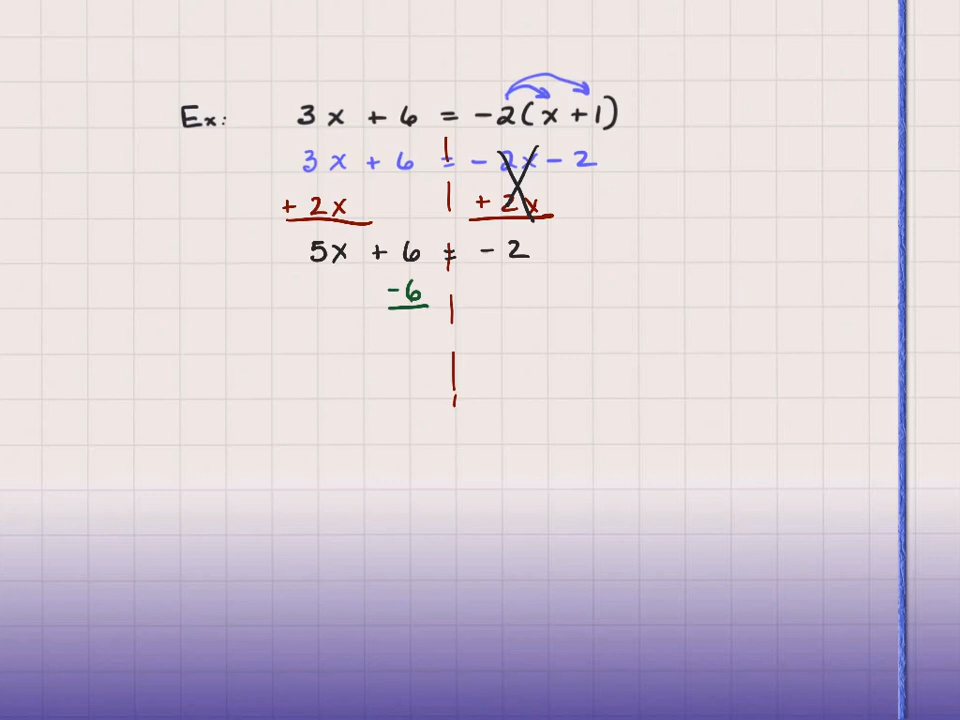 Ex: 3x + 6 = -2(x + 1)
3x + 6 = - 2x - 2
+ 2x + 2x
5x + 6 = - 2
-6